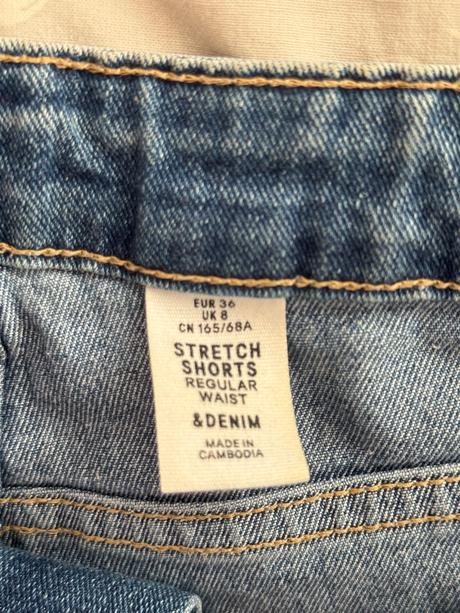 EUR 36
UK 8
CN 165/68A
STRETCH
SHORTS
REGULAR
WAIST
&DENIM
MADE IN
CAMBODIA